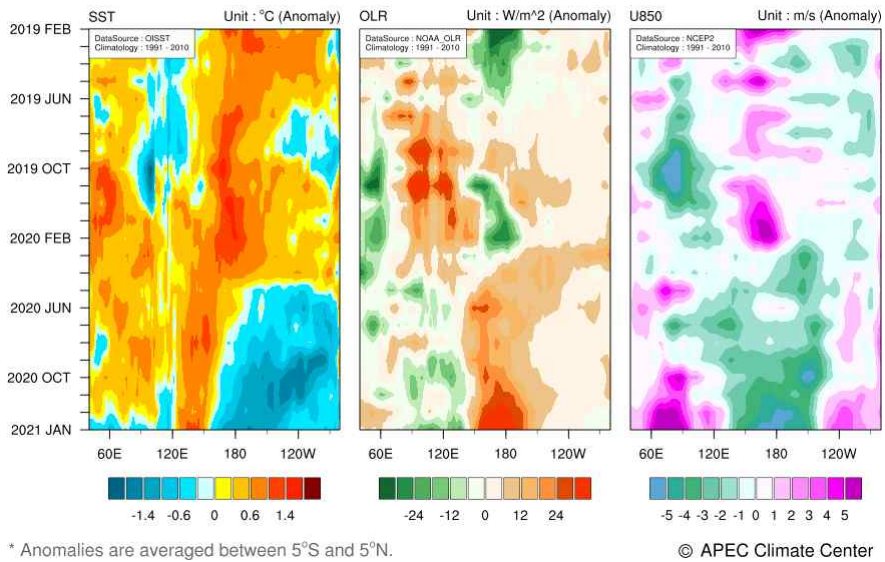 SST
Unit : °C (Anomaly)
OLR
Unit : W/m^2 (Anomaly)
U850
Unit : m/s (Anomaly)
DataSource : OISST
Climatology : 1991 - 2010
DataSource : NOAA_OLR
Climatology : 1991 - 2010
DataSource : NCEP2
Climatology : 1991 - 2010
2019 FEB
2019 JUN
2019 OCT
2020 FEB
2020 JUN
2020 OCT
2021 JAN
60E 120E 180 120W
60E 120E 180 120W
60E 120E 180 120W
-1.4 -0.6 0 0.6 1.4
-24 -12 0 12 24
-5 -4 -3 -2 -1 1 2 3 4 5
* Anomalies are averaged between 5°S and 5°N.
© APEC Climate Center